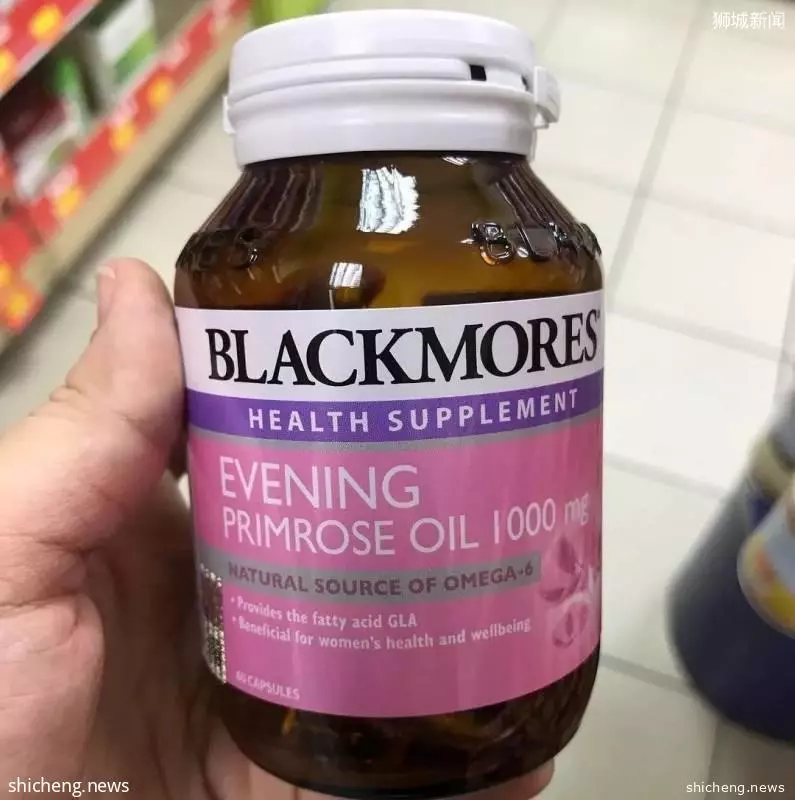 狮城新闻
BLACKMORES
HEALTH SUPPLEMENT
EVENING
PRIMROSE OIL 1000 mg
NATURAL SOURCE OF OMEGA-6
• Provides the fatty acid GLA
• Beneficial for women's health and wellbeing
60 CAPSULES
shicheng.news
shicheng.news